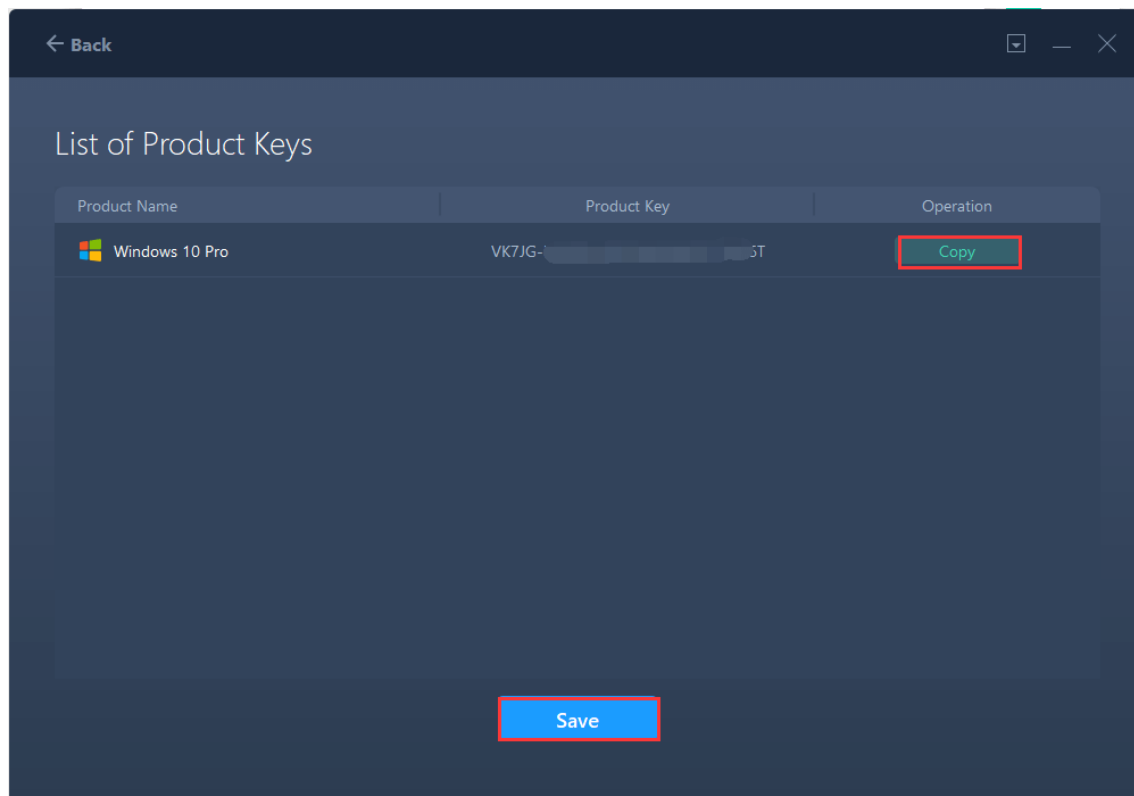 Back
List of Product Keys
Product Name Product Key Operation
Windows 10 Pro VK7JG- Copy
Save